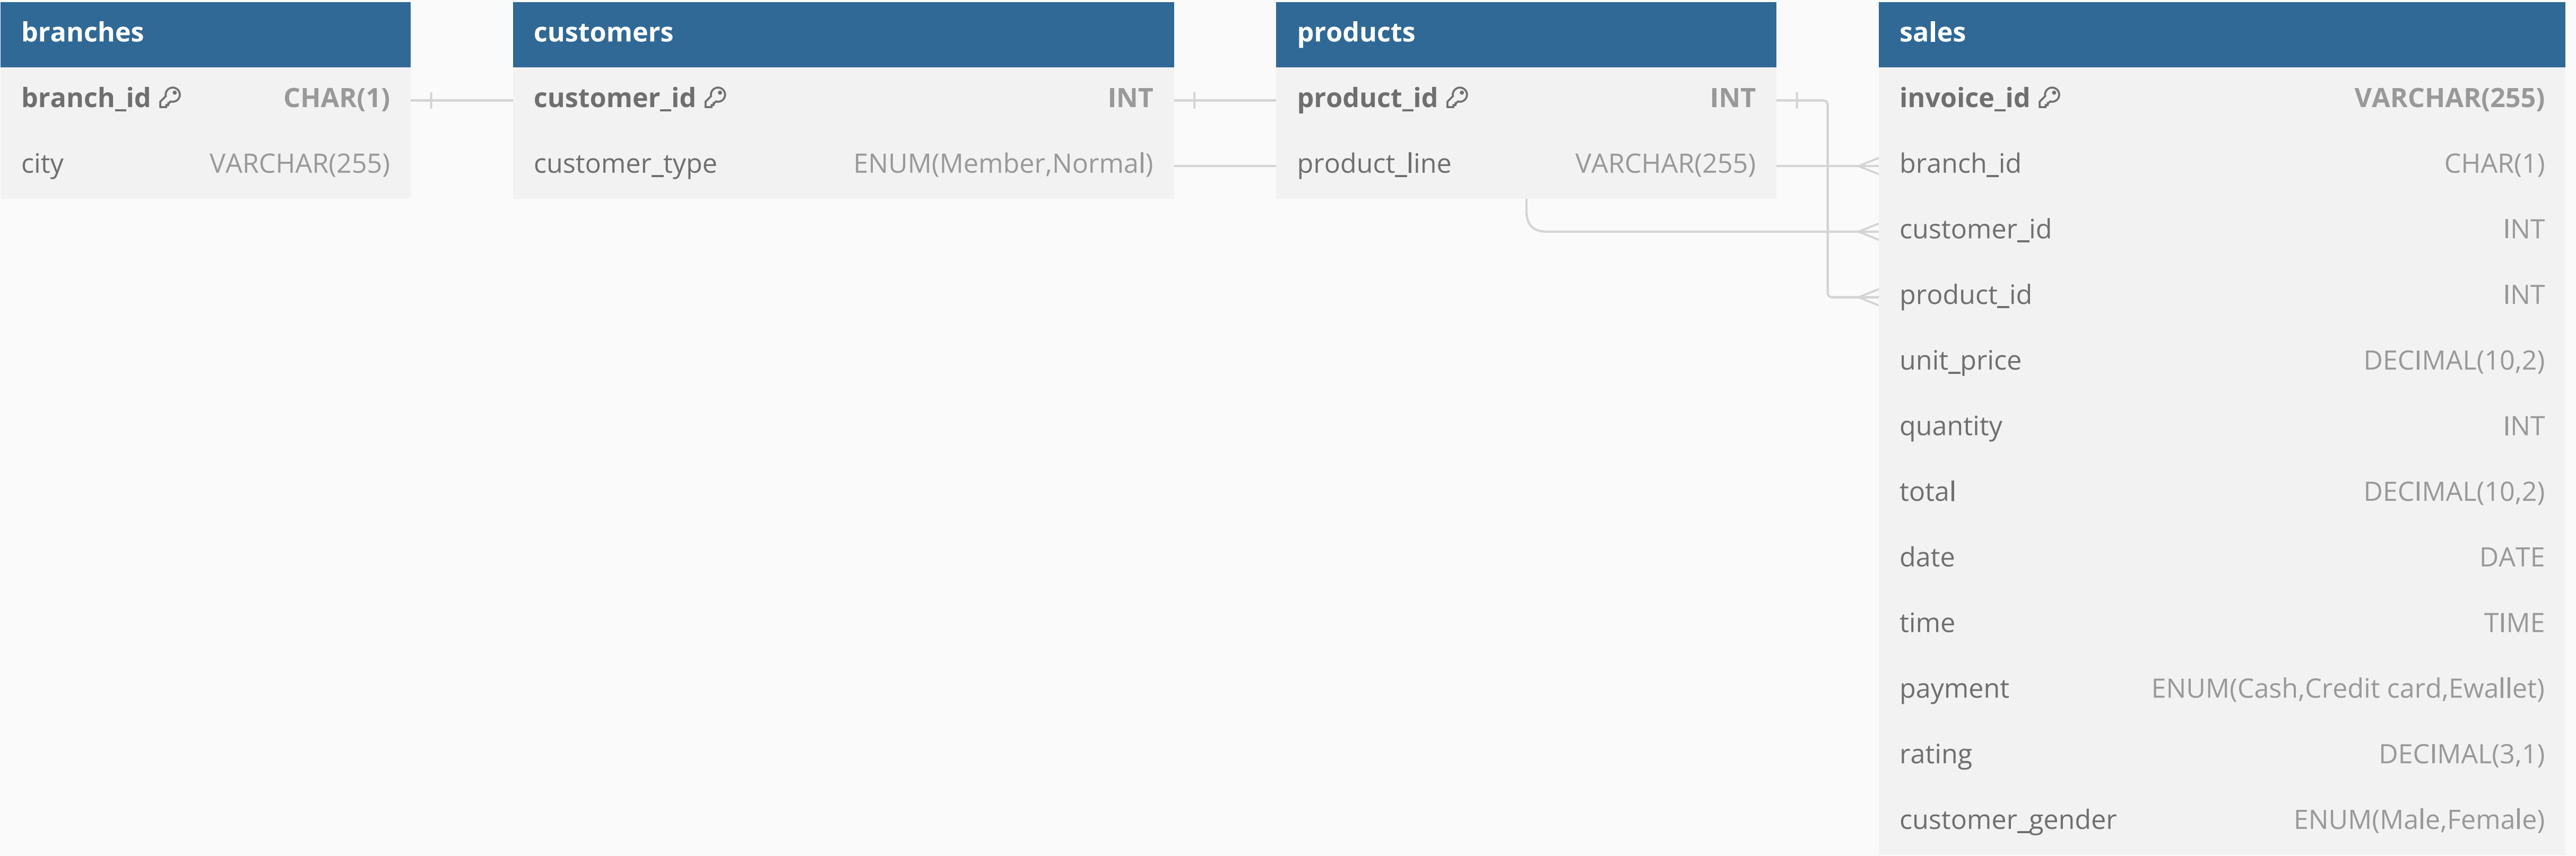 branches
branch_id CHAR(1)
city VARCHAR(255)
customers
customer_id INT
customer_type ENUM(Member,Normal)
products
product_id INT
product_line VARCHAR(255)
sales
invoice_id VARCHAR(255)
branch_id CHAR(1)
customer_id INT
product_id INT
unit_price DECIMAL(10,2)
quantity INT
total DECIMAL(10,2)
date DATE
time TIME
payment ENUM(Cash,Credit card,Ewallet)
rating DECIMAL(3,1)
customer_gender ENUM(Male,Female)